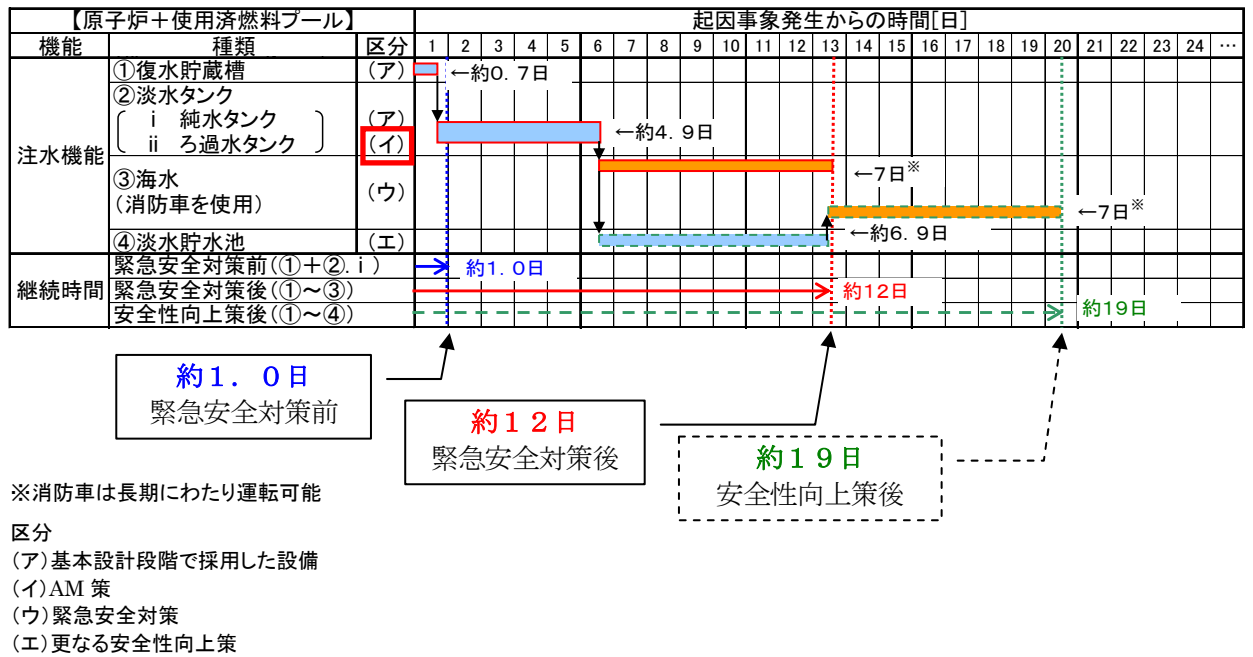 【原子炉＋使用済燃料プール】 起因事象発生からの時間[日]
機能 種類 区分 1 2 3 4 5 6 7 8 9 10 11 12 13 14 15 16 17 18 19 20 21 22 23 24 …
注水機能
①復水貯蔵槽 (ア) ←約0．7日
②淡水タンク
ⅰ 純水タンク (ア)
ⅱ ろ過水タンク (イ) ←約4．9日
③海水
(消防車を使用) (ウ) ←7日※
←7日※
④淡水貯水池 (エ) ←約6．9日
継続時間
緊急安全対策前(①＋②.ⅰ) 約1．0日
緊急安全対策後(①～③) 約12日
安全性向上策後(①～④) 約19日
約１．０日
緊急安全対策前
約１２日
緊急安全対策後
約１９日
安全性向上策後
※消防車は長期にわたり運転可能
区分
(ア)基本設計段階で採用した設備
(イ)AM 策
(ウ)緊急安全対策
(エ)更なる安全性向上策